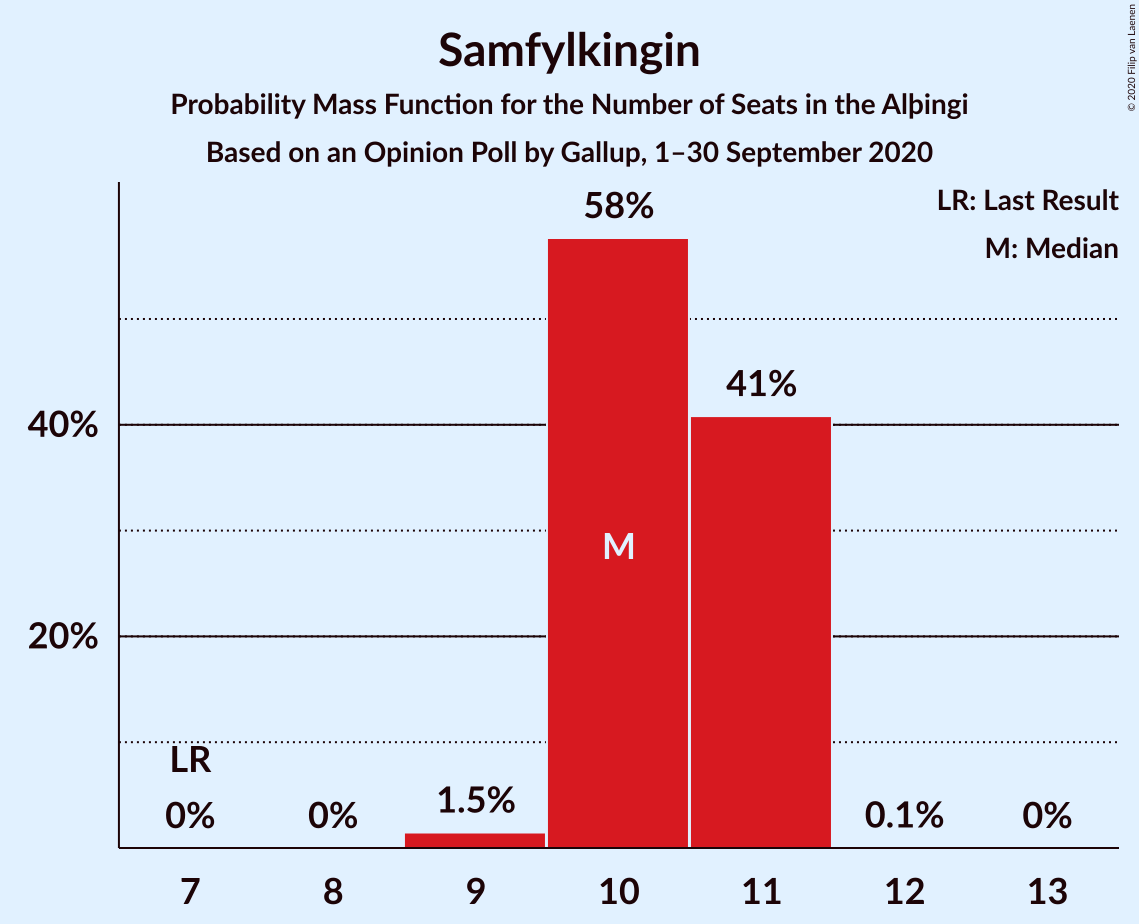 Samfylkingin
Probability Mass Function for the Number of Seats in the Alþingi
Based on an Opinion Poll by Gallup, 1–30 September 2020
© 2020 Filip van Laenen
LR: Last Result
M: Median
58%
41%
40%
M
20%
LR
0%
0%
1.5%
0.1%
0%
7
8
9
10
11
12
13